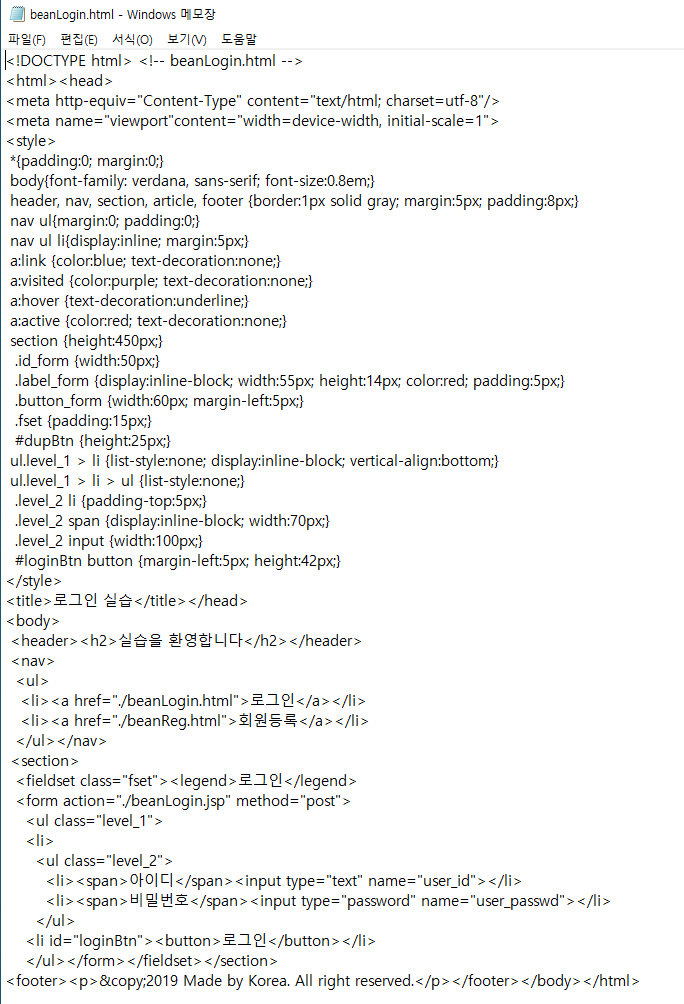 beanLogin.html - Windows 메모장
파일(F) 편집(E) 서식(O) 보기(V) 도움말
<!DOCTYPE html> <!-- beanLogin.html -->
<html><head>
<meta http-equiv="Content-Type" content="text/html; charset=utf-8"/>
<meta name="viewport"content="width=device-width, initial-scale=1">
<style>
*{padding:0; margin:0;}
body{font-family: verdana, sans-serif; font-size:0.8em;}
header, nav, section, article, footer {border:1px solid gray; margin:5px; padding:8px;}
nav ul{margin:0; padding:0;}
nav ul li{display:inline; margin:5px;}
a:link {color:blue; text-decoration:none;}
a:visited {color:purple; text-decoration:none;}
a:hover {text-decoration:underline;}
a:active {color:red; text-decoration:none;}
section {height:450px;}
.id_form {width:50px;}
.label_form {display:inline-block; width:55px; height:14px; color:red; padding:5px;}
.button_form {width:60px; margin-left:5px;}
.fset {padding:15px;}
#dupBtn {height:25px;}
ul.level_1 > li {list-style:none; display:inline-block; vertical-align:bottom;}
ul.level_1 > li > ul {list-style:none;}
.level_2 li {padding-top:5px;}
.level_2 span {display:inline-block; width:70px;}
.level_2 input {width:100px;}
#loginBtn button {margin-left:5px; height:42px;}
</style>
<title>로그인 실습</title></head>
<body>
<header><h2>실습을 환영합니다</h2></header>
<nav>
<ul>
<li><a href="./beanLogin.html">로그인</a></li>
<li><a href="./beanReg.html">회원등록</a></li>
</ul></nav>
<section>
<fieldset class="fset"><legend>로그인</legend>
<form action="./beanLogin.jsp" method="post">
<ul class="level_1">
<li>
<ul class="level_2">
<li><span>아이디</span><input type="text" name="user_id"></li>
<li><span>비밀번호</span><input type="password" name="user_passwd"></li>
</ul>
<li id="loginBtn"><button>로그인</button></li>
</ul></form></fieldset></section>
<footer><p>&copy;2019 Made by Korea. All right reserved.</p></footer></body></html>